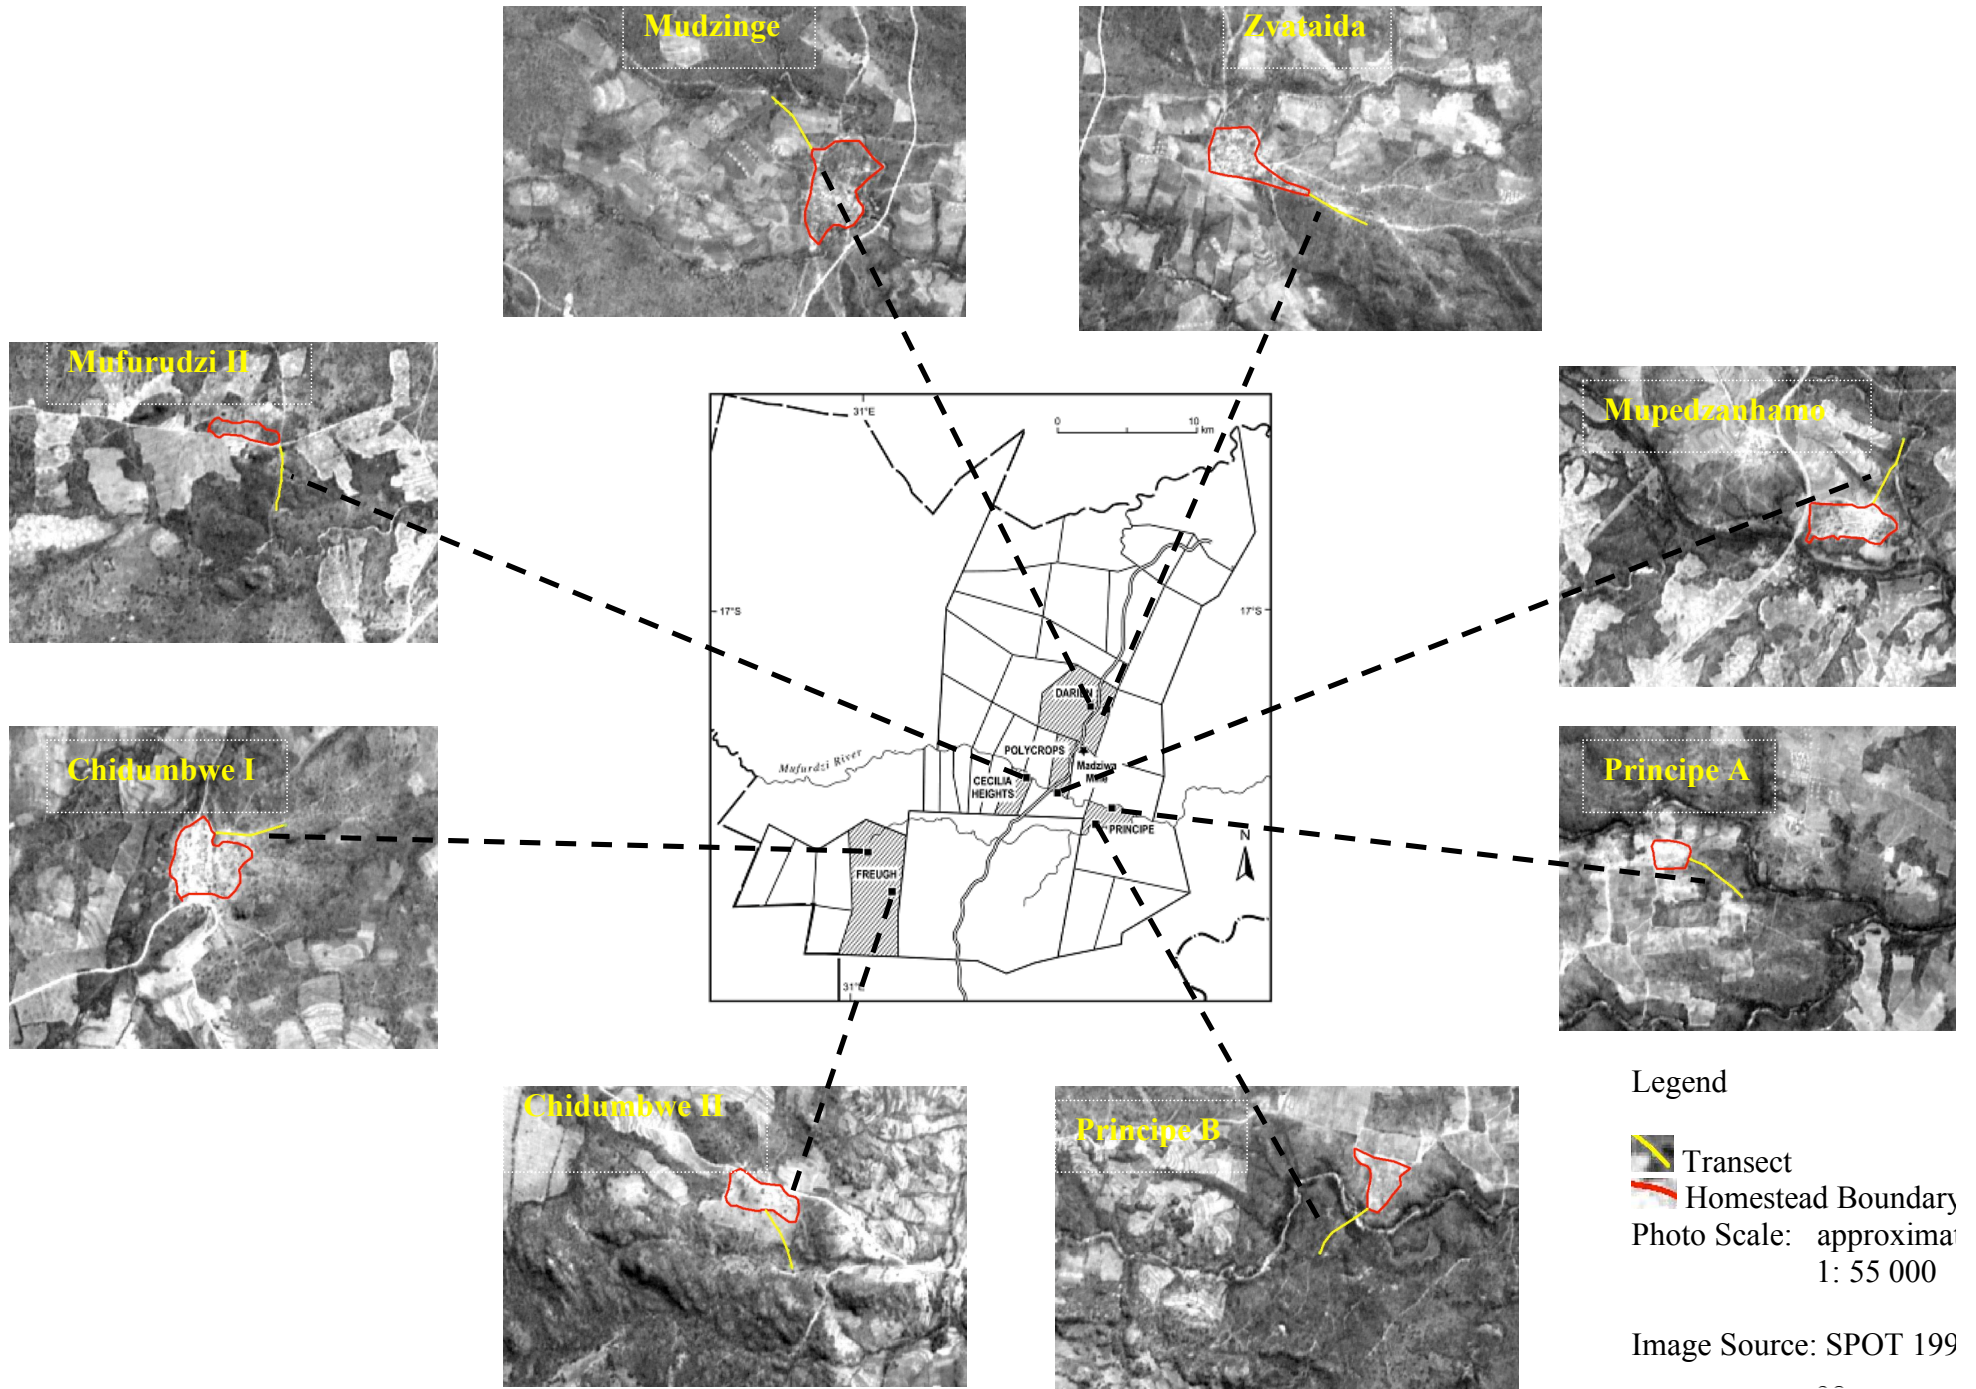 Mudzinge
Zvataida
Mufurudzi II
Mupedzanhamo
Chidumbwe I
Principe A
Chidumbwe II
Principe B
31°E
0 10
km
17°S
17°S
DARIEN
POLYCROPS
Mufurdzi River
Madziwa
Mine
CECILIA
HEIGHTS
PRINCIPE
N
FREUGH
31°E
Legend
Transect
Homestead Boundary
Photo Scale: approximat
1: 55 000
Image Source: SPOT 199